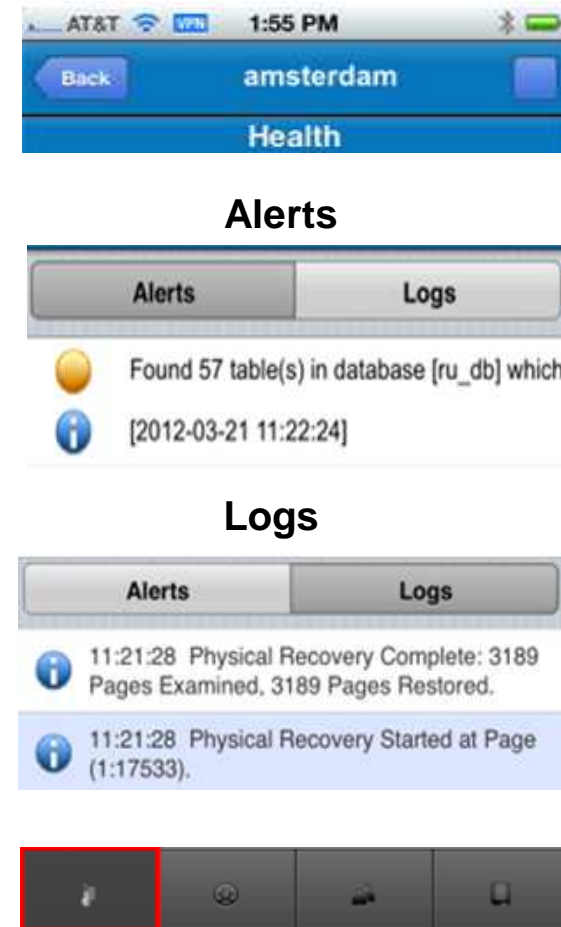 AT&T VPN 1:55 PM
Back amsterdam
Health
Alerts
Alerts Logs
Found 57 table(s) in database [ru_db] which
[2012-03-21 11:22:24]
Logs
Alerts Logs
11:21:28 Physical Recovery Complete: 3189
Pages Examined, 3189 Pages Restored.
11:21:28 Physical Recovery Started at Page
(1:17533).